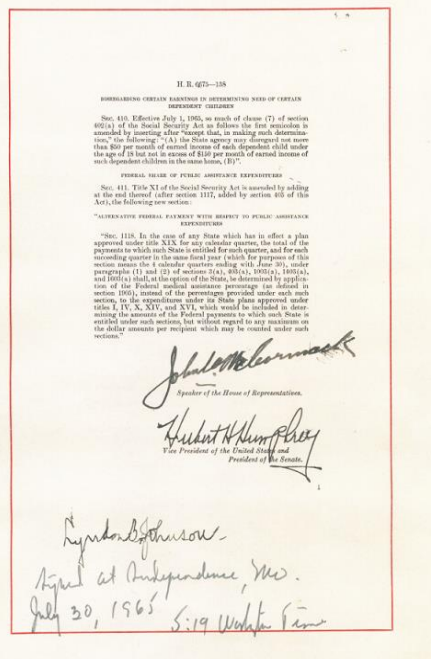 H. R. 6675—138
DISREGARDING CERTAIN EARNINGS IN DETERMINING NEED OF CERTAIN
DEPENDENT CHILDREN
SEC. 410. Effective July 1, 1965, so much of clause (7) of section
402(a) of the Social Security Act as follows the first semicolon is
amended by inserting after "except that, in making such determina-
tion," the following: "(A) the State agency may disregard not more
than $50 per month of earned income of each dependent child under
the age of 18 but not in excess of $150 per month of earned income of
such dependent children in the same home, (B)".
FEDERAL SHARE OF PUBLIC ASSISTANCE EXPENDITURES
SEC. 411. Title XI of the Social Security Act is amended by adding
at the end thereof (after section 1117, added by section 405 of this
Act), the following new section:
"ALTERNATIVE FEDERAL PAYMENT WITH RESPECT TO PUBLIC ASSISTANCE
EXPENDITURES
"SEC. 1118. In the case of any State which has in effect a plan
approved under title XIX for any calendar quarter, the total of the
payments to which such State is entitled for such quarter, and for each
succeeding quarter in the same fiscal year (which for purposes of this
section means the 4 calendar quarters ending with June 30), under
paragraphs (1) and (2) of sections 3(a), 403(a), 1003(a), 1403(a),
and 1603(a) shall, at the option of the State, be determined by applica-
tion of the Federal medical assistance percentage (as defined in
section 1905), instead of the percentages provided under each such
section, to the expenditures under its State plans approved under
titles I, IV, X, XIV, and XVI, which would be included in deter-
mining the amounts of the Federal payments to which such State is
entitled under such sections, but without regard to any maximum on
the dollar amounts per recipient which may be counted under such
sections."
John W. McCormack
Speaker of the House of Representatives.
Hubert H Humphrey
Vice President of the United States and
President of the Senate.
Lyndon B. Johnson
Signed at Independence, Mo.
July 30, 1965 5:19 Washgtn Time